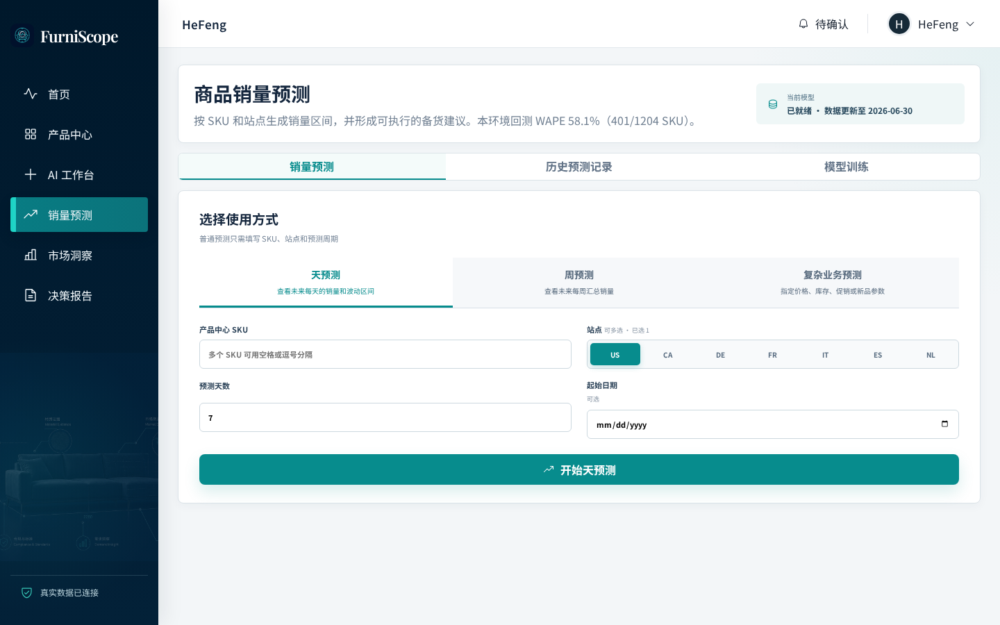 FurniScope
首页
产品中心
AI 工作台
销量预测
市场洞察
决策报告
真实数据已连接
HeFeng
待确认
H
HeFeng
商品销量预测
按 SKU 和站点生成销量区间，并形成可执行的备货建议。本环境回测 WAPE 58.1%（401/1204 SKU）。
当前模型
已就绪 · 数据更新至 2026-06-30
销量预测
历史预测记录
模型训练
选择使用方式
普通预测只需填写 SKU、站点和预测周期
天预测
查看未来每天的销量和波动区间
周预测
查看未来每周汇总销量
复杂业务预测
指定价格、库存、促销或新品参数
产品中心 SKU
多个 SKU 可用空格或逗号分隔
站点 可多选 · 已选 1
US CA DE FR IT ES NL
预测天数
7
起始日期
可选
mm/dd/yyyy
开始天预测